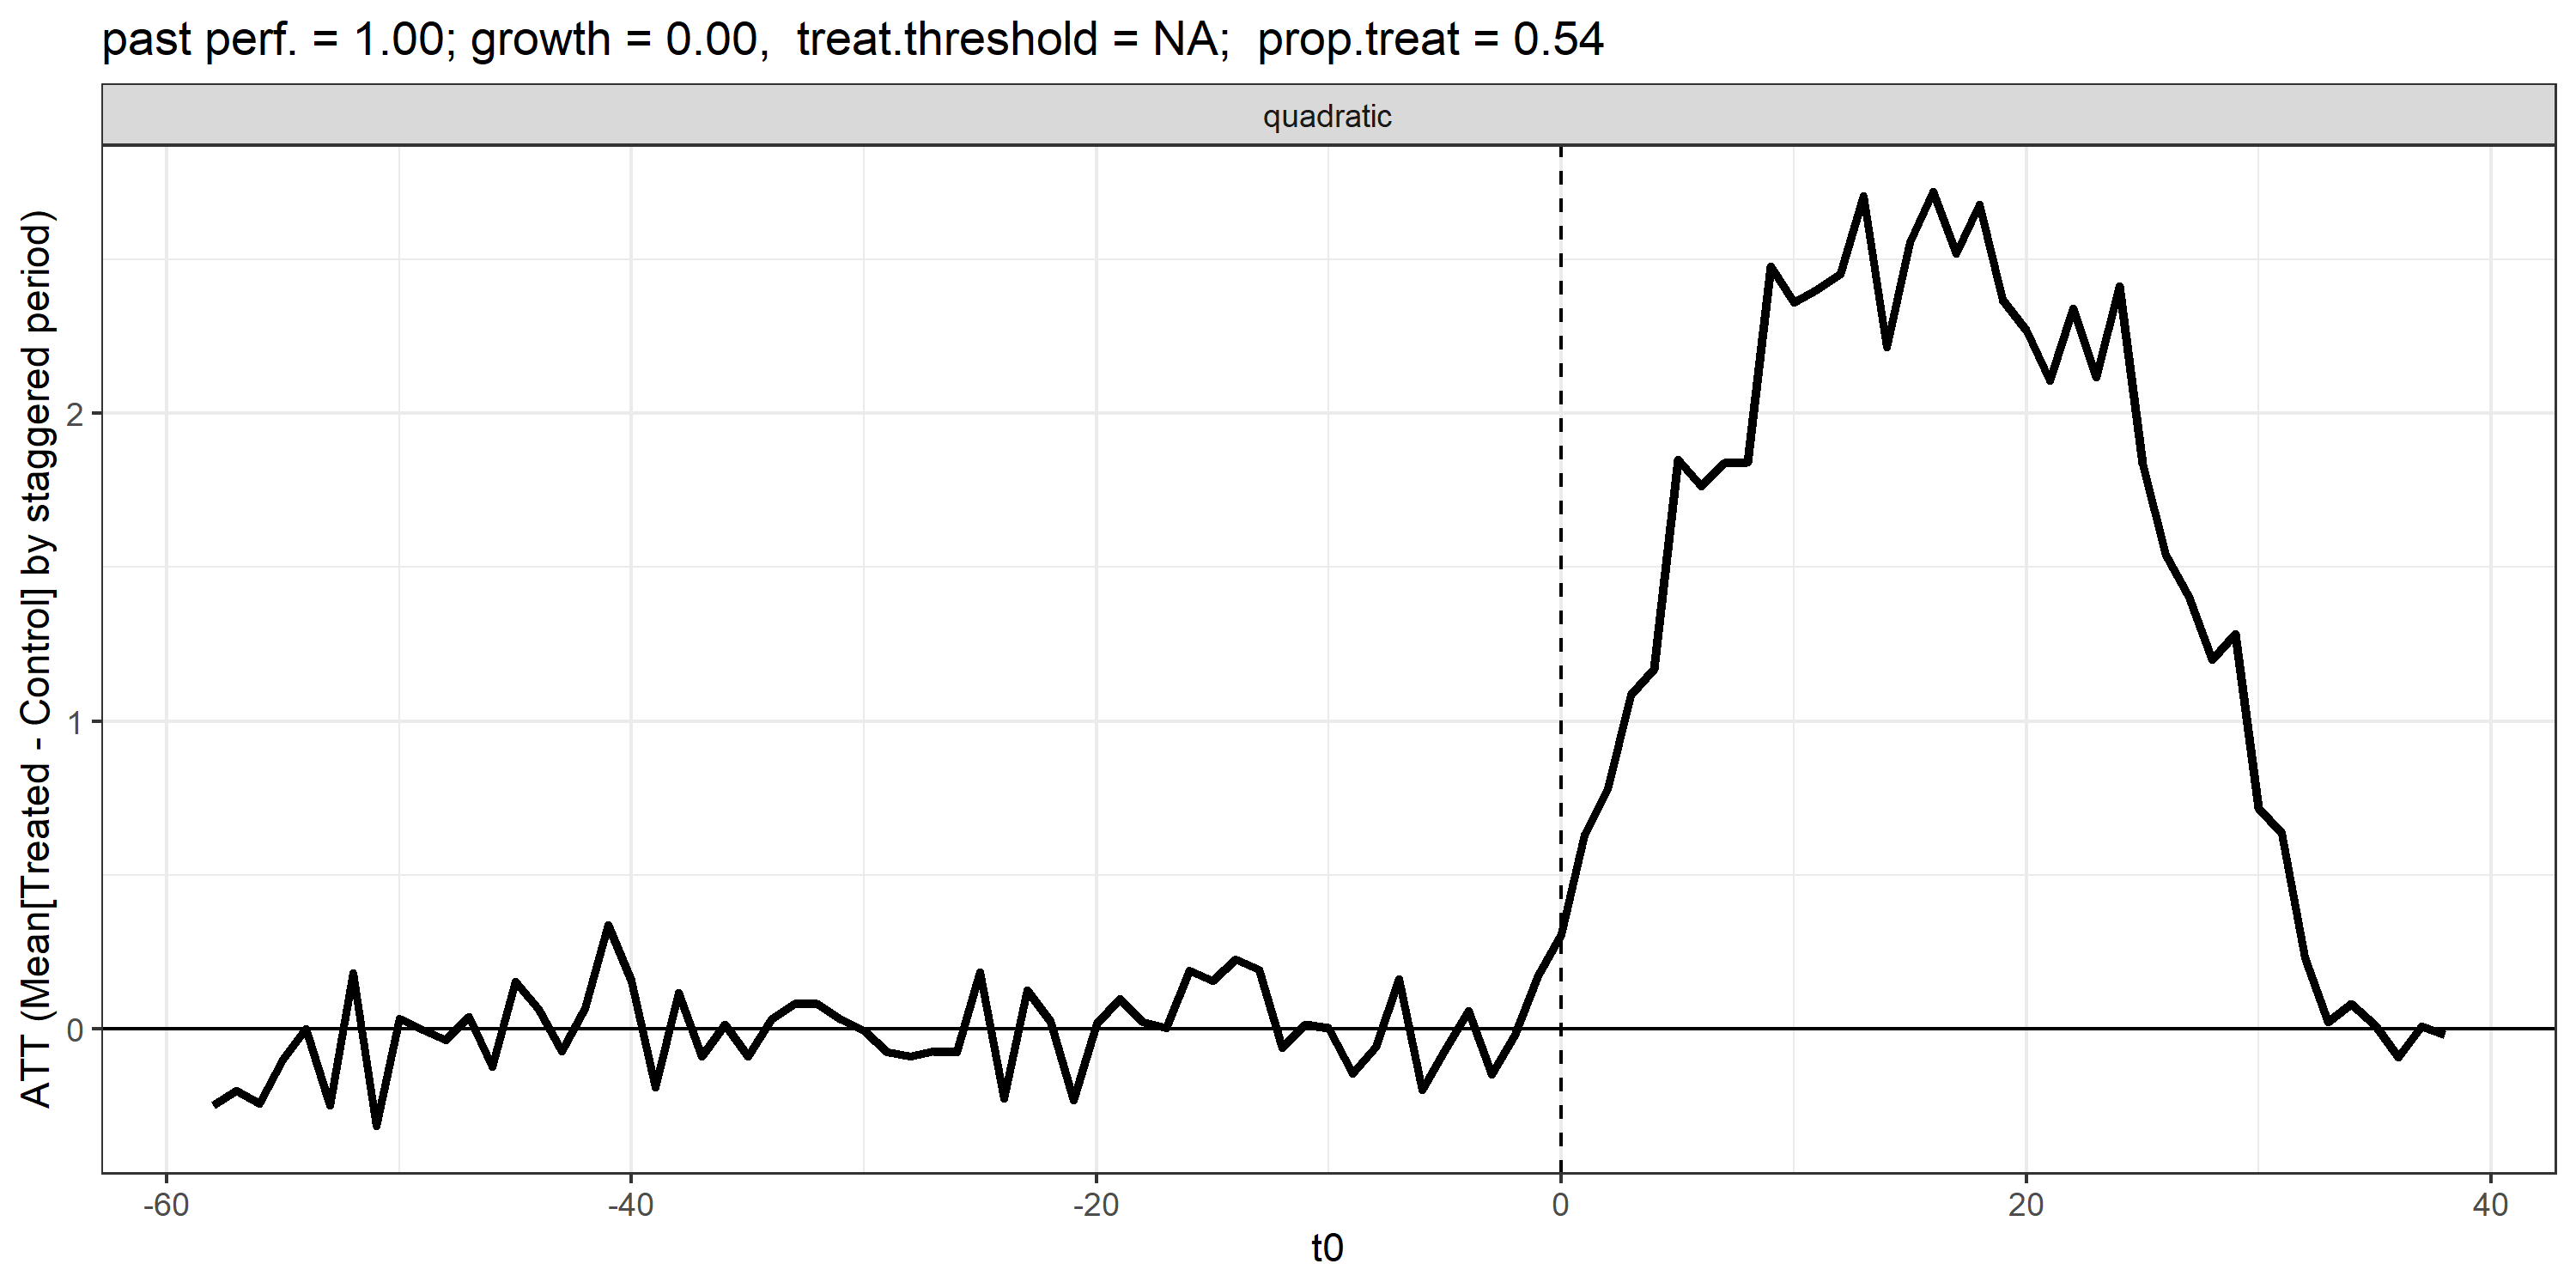 past perf. = 1.00; growth = 0.00,  treat.threshold = NA;  prop.treat = 0.54
quadratic
ATT (Mean[Treated - Control] by staggered period)
2
1
0
-60
-40
-20
0
20
40
t0